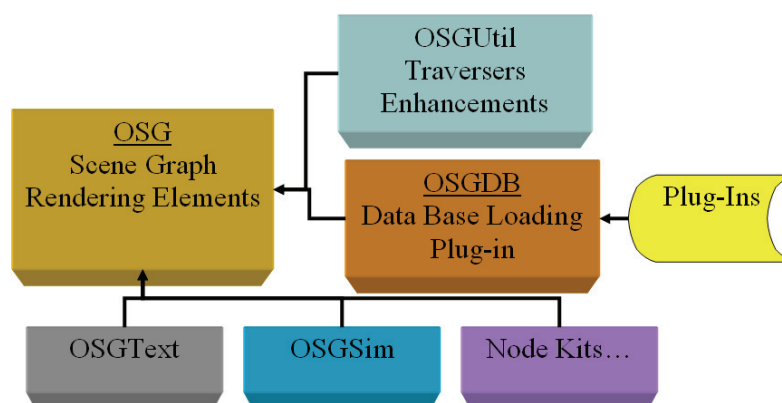 OSGUtil
Traversers
Enhancements
OSG
Scene Graph
Rendering Elements
OSGDB
Data Base Loading
Plug-in
Plug-Ins
OSGText
OSGSim
Node Kits…